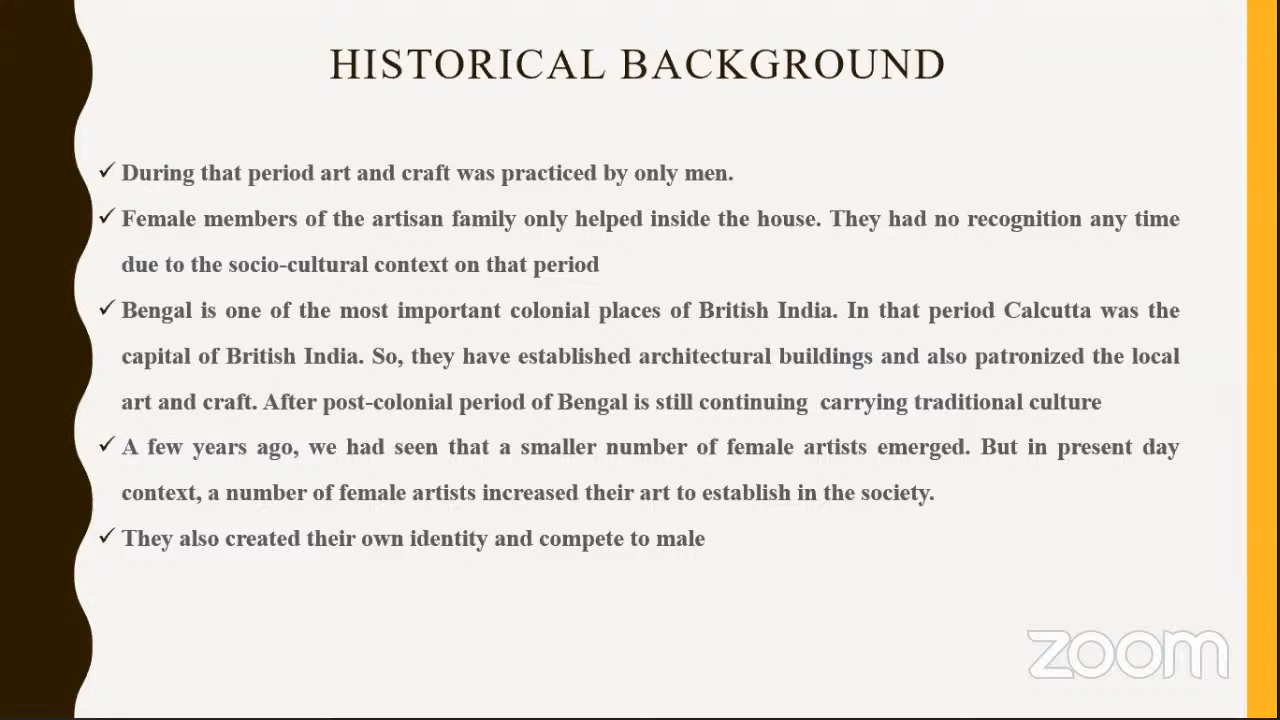 HISTORICAL BACKGROUND
✓ During that period art and craft was practiced by only men.
✓ Female members of the artisan family only helped inside the house. They had no recognition any time
due to the socio-cultural context on that period
✓ Bengal is one of the most important colonial places of British India. In that period Calcutta was the
capital of British India. So, they have established architectural buildings and also patronized the local
art and craft. After post-colonial period of Bengal is still continuing  carrying traditional culture
✓ A few years ago, we had seen that a smaller number of female artists emerged. But in present day
context, a number of female artists increased their art to establish in the society.
✓ They also created their own identity and compete to male
zoom